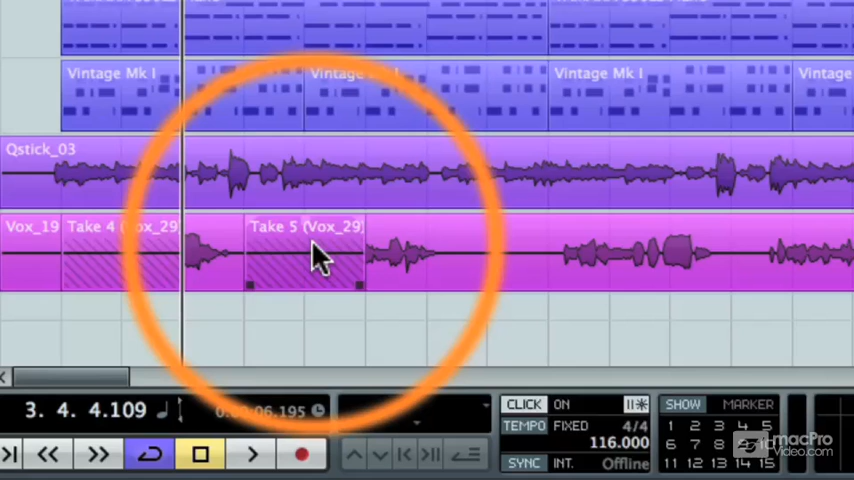 Vintage Mk I
Vintage Mk I
Vintage Mk I
Vintage
Qstick_03
Vox_19
Take 4 (Vox_29)
Take 5 (Vox_29)
3. 4. 4.109
0:00:06,195
CLICK ON
TEMPO FIXED
4/4
116.000
SYNC INT. Offline
SHOW MARKER
1 2 3 4 5
6 7 8
11 12 13 14 15
macPro
Video.com